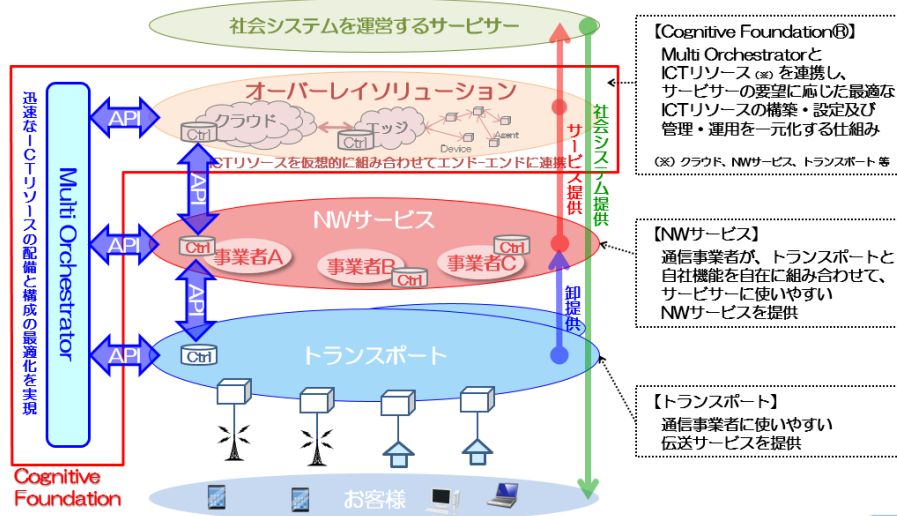 社会システムを運営するサービサー
オーバーレイソリューション
クラウド
エッジ
Ctrl
Ctrl
Device
Agent
ICTリソースを仮想的に組み合わせてエンド-エンドに連携
API
API
API
API
API
迅速なICTリソースの配備と構成の最適化を実現
Multi Orchestrator
NWサービス
Ctrl
事業者A
事業者B
Ctrl
事業者C
Ctrl
トランスポート
Ctrl
サービス提供
社会システム提供
卸提供
Cognitive
Foundation
お客様
【Cognitive Foundation®】
Multi Orchestratorと
ICTリソース(※)を連携し、
サービサーの要望に応じた最適な
ICTリソースの構築・設定及び
管理・運用を一元化する仕組み
(※) クラウド、NWサービス、トランスポート 等
【NWサービス】
通信事業者が、トランスポートと
自社機能を自在に組み合わせて、
サービサーに使いやすい
NWサービスを提供
【トランスポート】
通信事業者に使いやすい
伝送サービスを提供